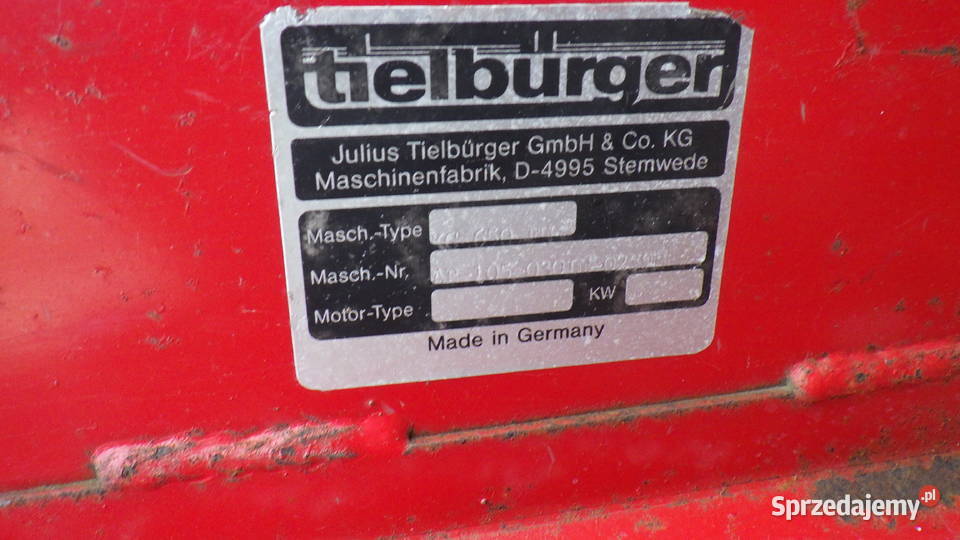 tielbürger
Julius Tielbürger GmbH & Co. KG
Maschinenfabrik, D-4995 Stemwede
Masch.-Type
Masch.-Nr.
Motor-Type KW
Made in Germany
Sprzedajemy.pl